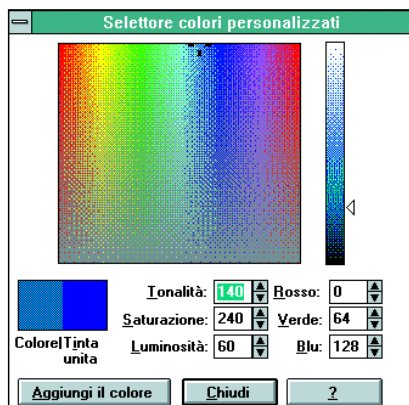 Selettore colori personalizzati
Tonalità: 140 Rosso: 0
Saturazione: 240 Verde: 64
Colore|Tinta unita
Luminosità: 60 Blu: 128
Aggiungi il colore Chiudi ?